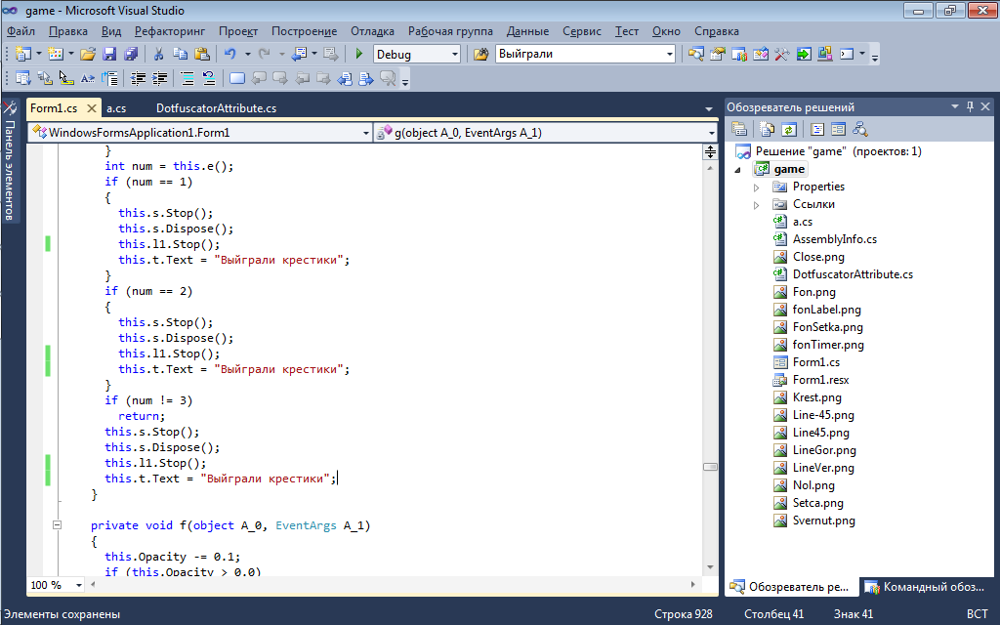 game - Microsoft Visual Studio
Файл Правка Вид Рефакторинг Проект Построение Отладка Рабочая группа Данные Сервис Тест Окно Справка
Debug Выйграли
Form1.cs a.cs DotfuscatorAttribute.cs
WindowsFormsApplication1.Form1 g(object A_0, EventArgs A_1)
Панель элементов
}
int num = this.e();
if (num == 1)
{
this.s.Stop();
this.s.Dispose();
this.l1.Stop();
this.t.Text = "Выйграли крестики";
}
if (num == 2)
{
this.s.Stop();
this.s.Dispose();
this.l1.Stop();
this.t.Text = "Выйграли крестики";
}
if (num != 3)
return;
this.s.Stop();
this.s.Dispose();
this.l1.Stop();
this.t.Text = "Выйграли крестики";
}
private void f(object A_0, EventArgs A_1)
{
this.Opacity -= 0.1;
if (this.Opacity > 0.0)
100 %
Обозреватель решений
Решение "game" (проектов: 1)
game
Properties
Ссылки
a.cs
AssemblyInfo.cs
Close.png
DotfuscatorAttribute.cs
Fon.png
fonLabel.png
FonSetka.png
fonTimer.png
Form1.cs
Form1.resx
Krest.png
Line-45.png
Line45.png
LineGor.png
LineVer.png
Nol.png
Setca.png
Svernut.png
Обозреватель ре... Командный обоз...
Элементы сохранены Строка 928 Столбец 41 Знак 41 ВСТ